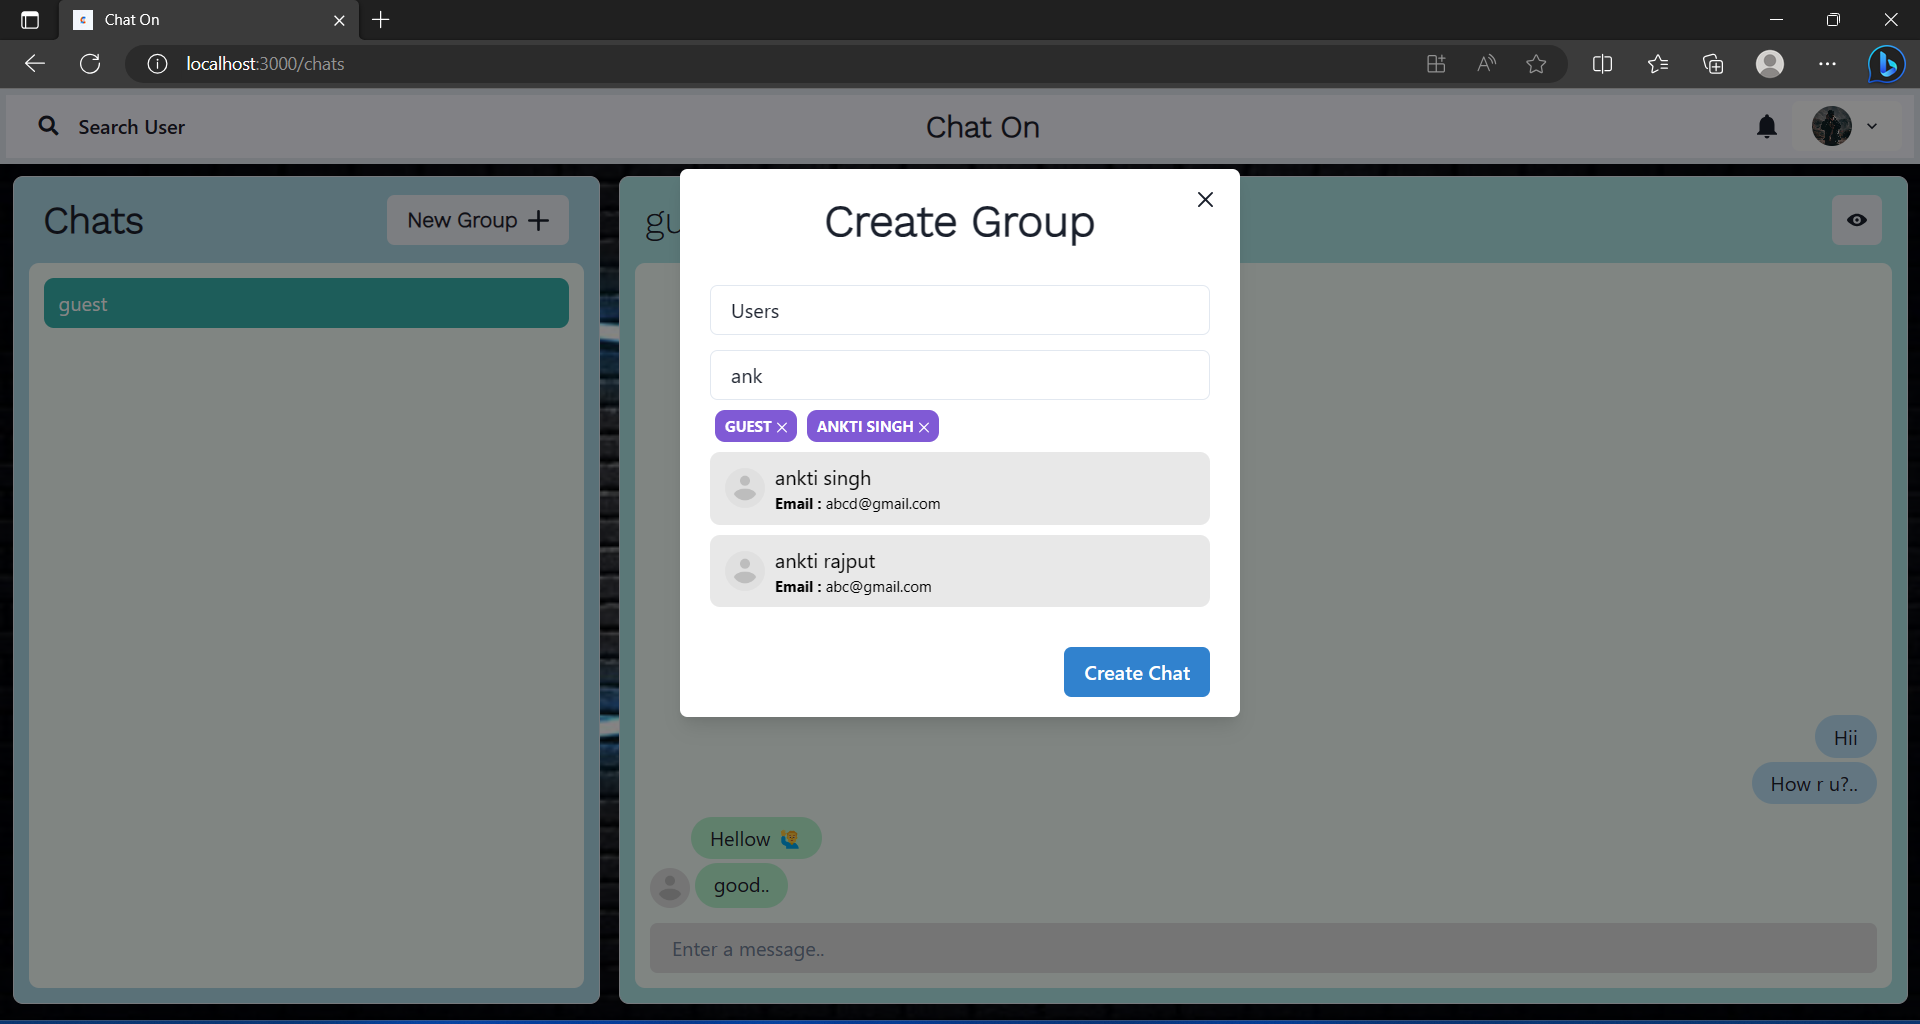 Chat On
localhost:3000/chats
Search User
Chat On
Chats
New Group
guest
gu
Create Group
Users
ank
GUEST
ANKTI SINGH
ankti singh
Email : abcd@gmail.com
ankti rajput
Email : abc@gmail.com
Create Chat
Hii
How r u?..
Hellow 🙋
good..
Enter a message..